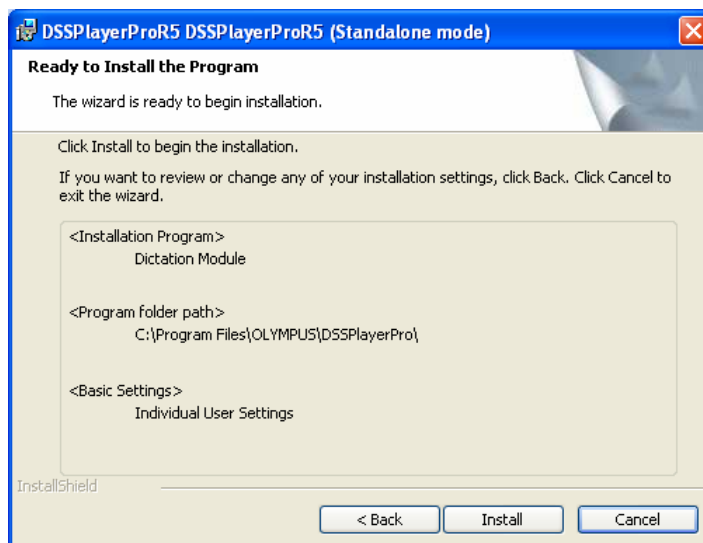 DSSPlayerProR5 DSSPlayerProR5 (Standalone mode)
Ready to Install the Program
The wizard is ready to begin installation.
Click Install to begin the installation.
If you want to review or change any of your installation settings, click Back. Click Cancel to
exit the wizard.
<Installation Program>
Dictation Module
<Program folder path>
C:\Program Files\OLYMPUS\DSSPlayerPro\
<Basic Settings>
Individual User Settings
InstallShield
< Back Install Cancel